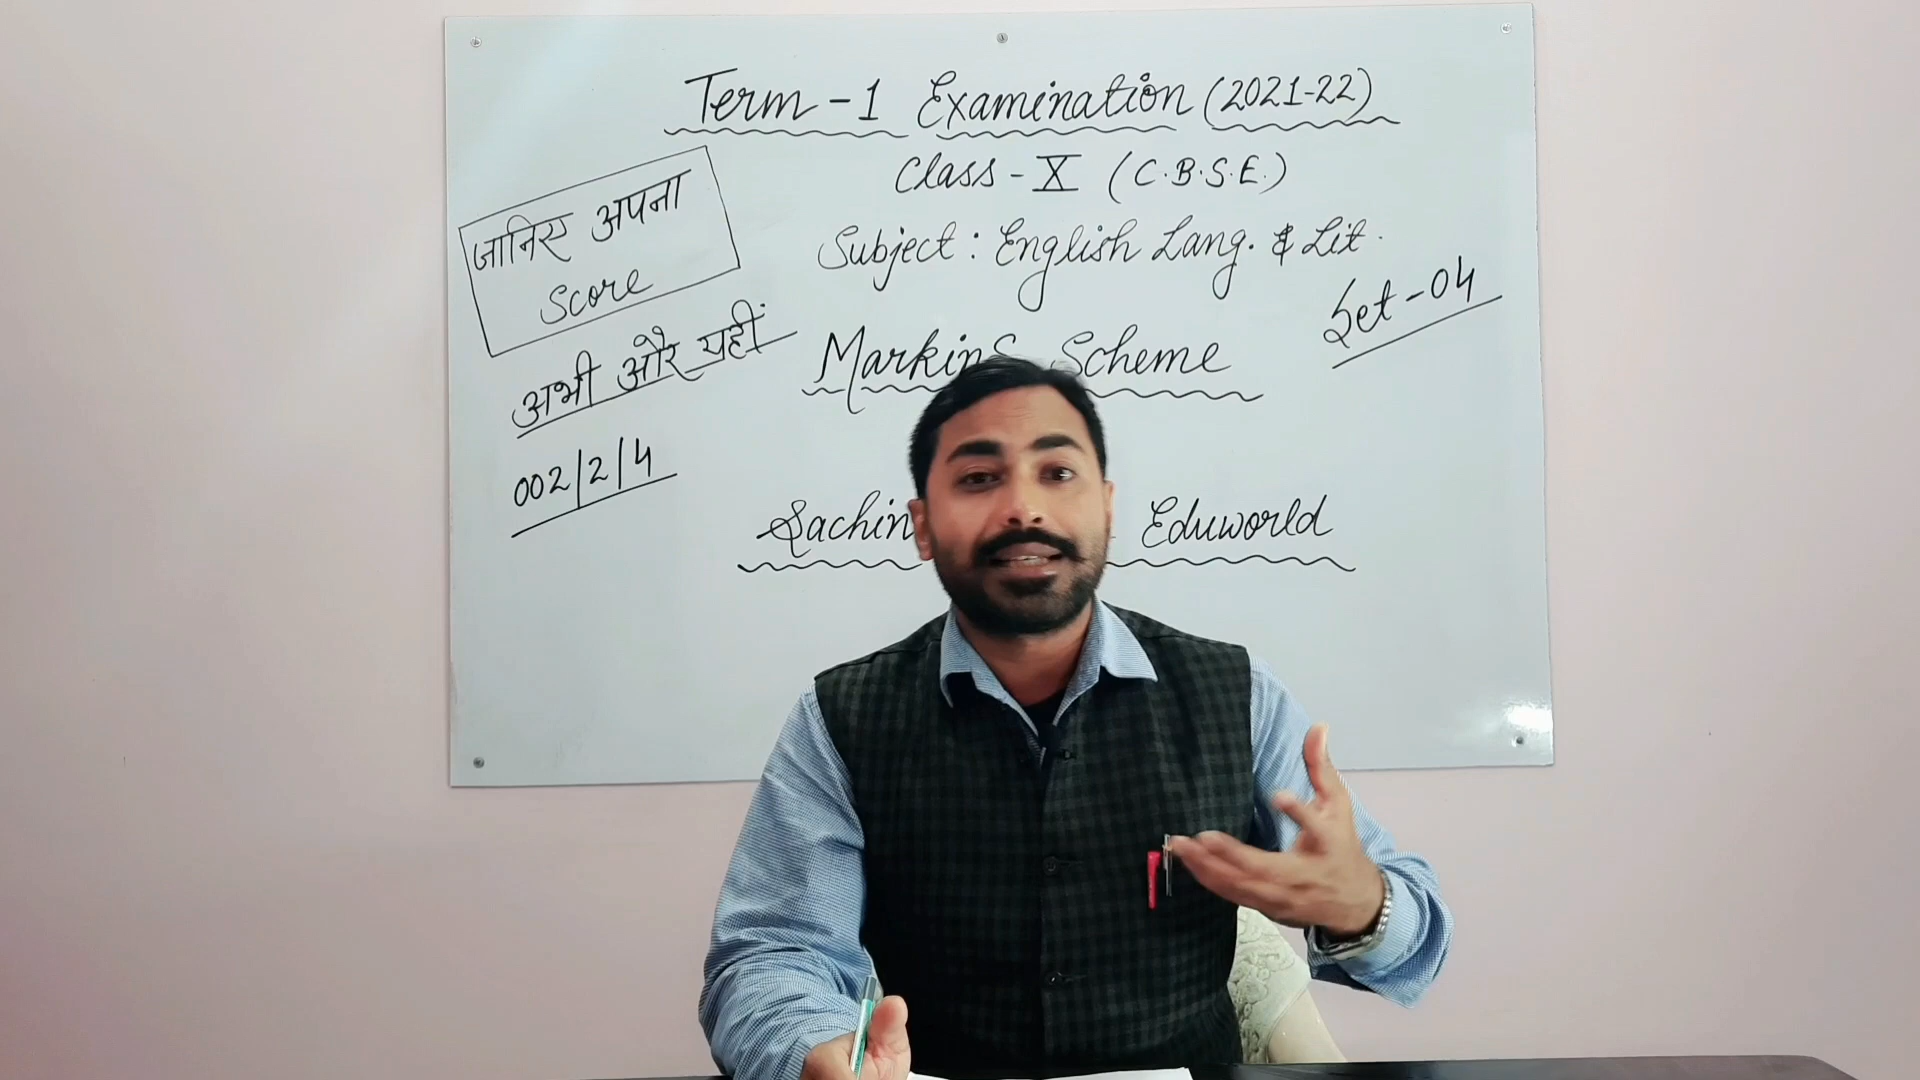 Term - 1 Examination (2021-22)
Class - X (C.B.S.E.)
Subject : English Lang. & Lit.
Set - 04
जानिए अपना
Score
अभी और यहीं
002/2/4
Scheme
Sachin
Eduworld